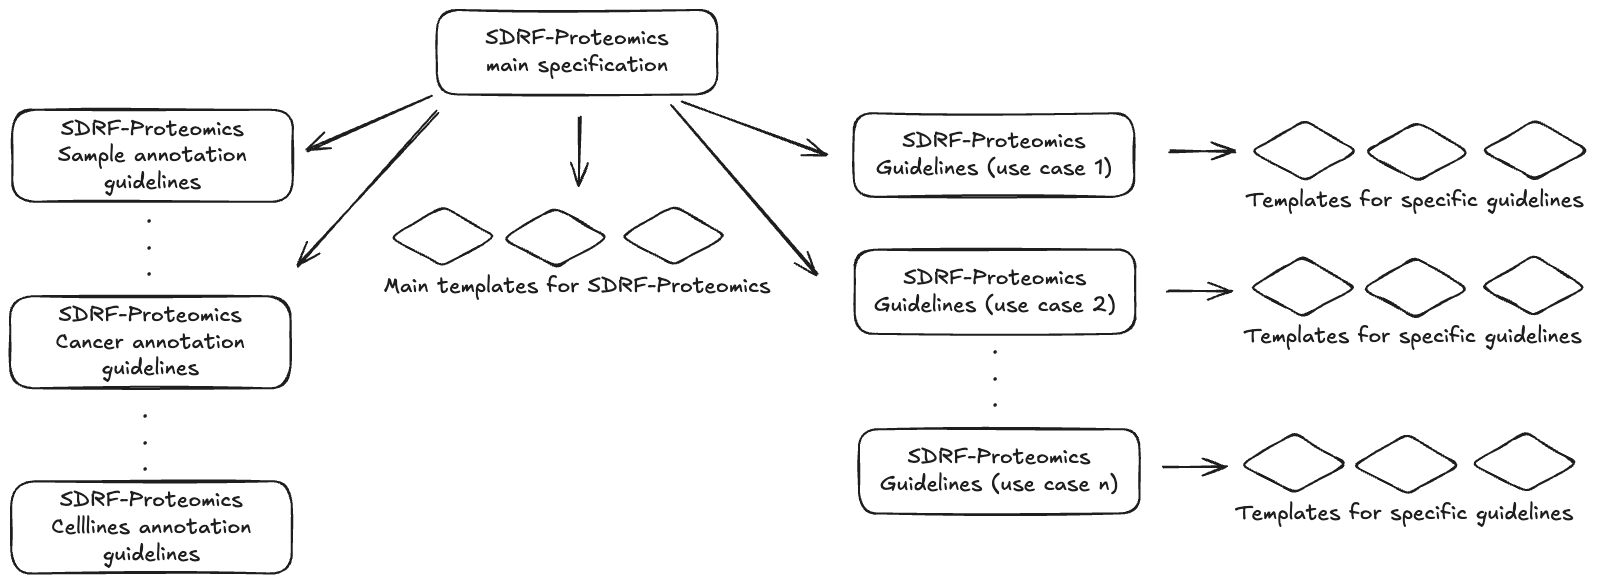 SDRF-Proteomics
main specification
SDRF-Proteomics
Sample annotation
guidelines
SDRF-Proteomics
Cancer annotation
guidelines
SDRF-Proteomics
Celllines annotation
guidelines
Main templates for SDRF-Proteomics
SDRF-Proteomics
Guidelines (use case 1)
Templates for specific guidelines
SDRF-Proteomics
Guidelines (use case 2)
Templates for specific guidelines
SDRF-Proteomics
Guidelines (use case n)
Templates for specific guidelines